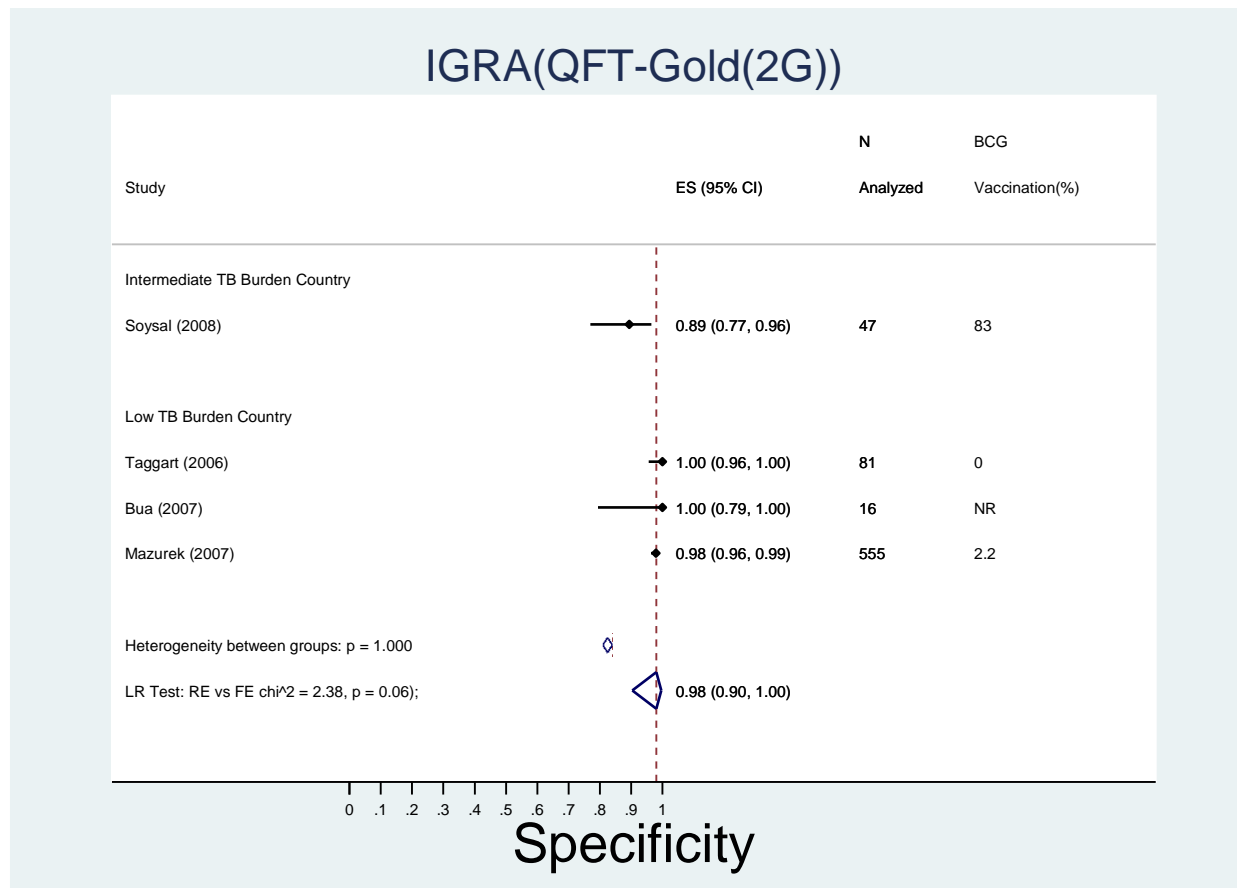 IGRA(QFT-Gold(2G))
N BCG
Study ES (95% CI) Analyzed Vaccination(%)
Intermediate TB Burden Country
Soysal (2008) 0.89 (0.77, 0.96) 47 83
Low TB Burden Country
Taggart (2006) 1.00 (0.96, 1.00) 81 0
Bua (2007) 1.00 (0.79, 1.00) 16 NR
Mazurek (2007) 0.98 (0.96, 0.99) 555 2.2
Heterogeneity between groups: p = 1.000
LR Test: RE vs FE chi^2 = 2.38, p = 0.06); 0.98 (0.90, 1.00)
0 .1 .2 .3 .4 .5 .6 .7 .8 .9 1
Specificity